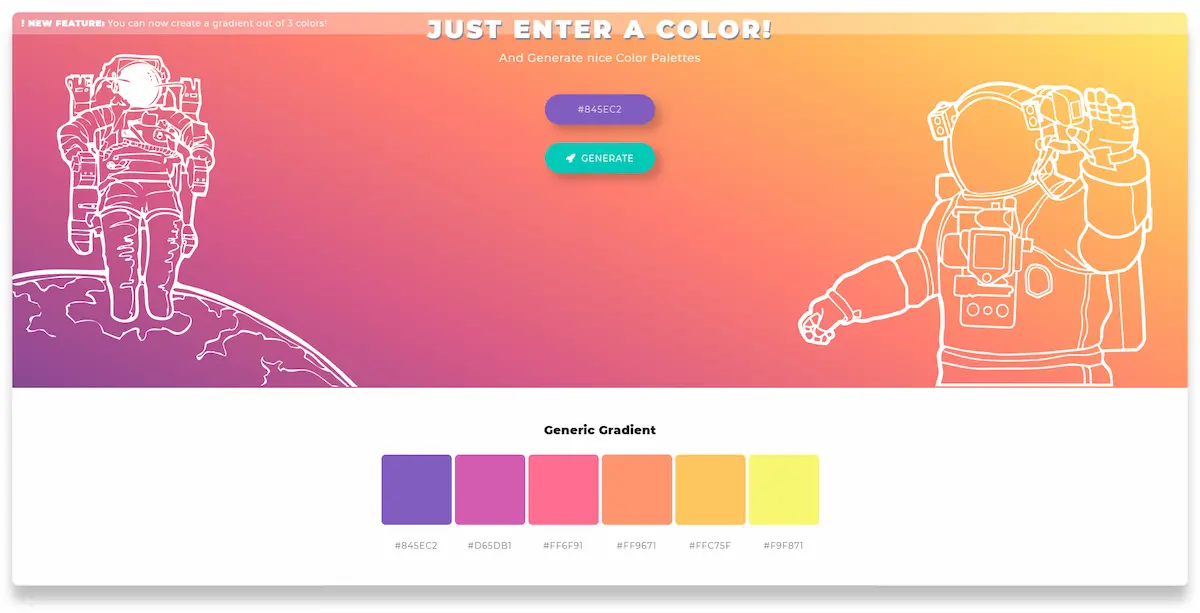 ! NEW FEATURE: You can now create a gradient out of 3 colors!
JUST ENTER A COLOR!
And Generate nice Color Palettes
#845EC2
GENERATE
Generic Gradient
#845EC2 #D65DB1 #FF6F91 #FF9671 #FFC75F #F9F871